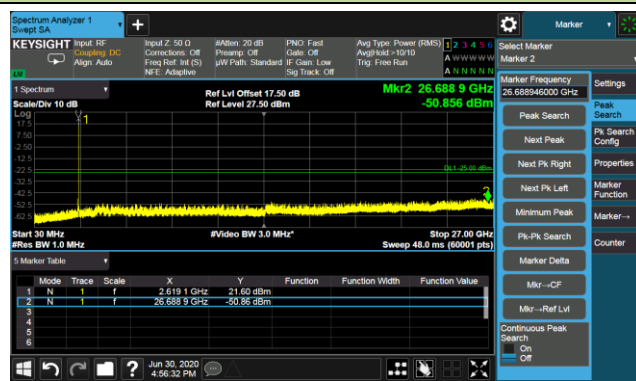 Spectrum Analyzer 1
Swept SA
Marker
KEYSIGHT
Input: RF
Coupling: DC
Align: Auto
Input Z: 50 Ω
Corrections: Off
Freq Ref: Int (S)
NFE: Adaptive
#Atten: 20 dB
Preamp: Off
µW Path: Standard
PNO: Fast
Gate: Off
IF Gain: Low
Sig Track: Off
Avg Type: Power (RMS)
Avg|Hold:>10/10
Trig: Free Run
1 2 3 4 5 6
A W W W W W
A N N N N N
Select Marker
Marker 2
1 Spectrum
Scale/Div 10 dB
Ref Lvl Offset 17.50 dB
Ref Level 27.50 dBm
Mkr2 26.688 9 GHz
-50.856 dBm
Log
17.5
7.50
-2.50
-12.5
-22.5
-32.5
-42.5
-52.5
-62.5
1
DL1 -25.00 dBm
2
Start 30 MHz
#Video BW 3.0 MHz*
Stop 27.00 GHz
#Res BW 1.0 MHz
Sweep 48.0 ms (60001 pts)
5 Marker Table
Mode Trace Scale X Y Function Function Width Function Value
1 N 1 f 2.619 1 GHz 21.60 dBm
2 N 1 f 26.688 9 GHz -50.86 dBm
3
4
5
6
Jun 30, 2020
4:56:32 PM
Marker Frequency
26.688946000 GHz
Peak Search
Next Peak
Next Pk Right
Next Pk Left
Minimum Peak
Pk-Pk Search
Marker Delta
Mkr→CF
Mkr→Ref Lvl
Continuous Peak
Search
On
Off
Settings
Peak
Search
Pk Search
Config
Properties
Marker
Function
Marker→
Counter